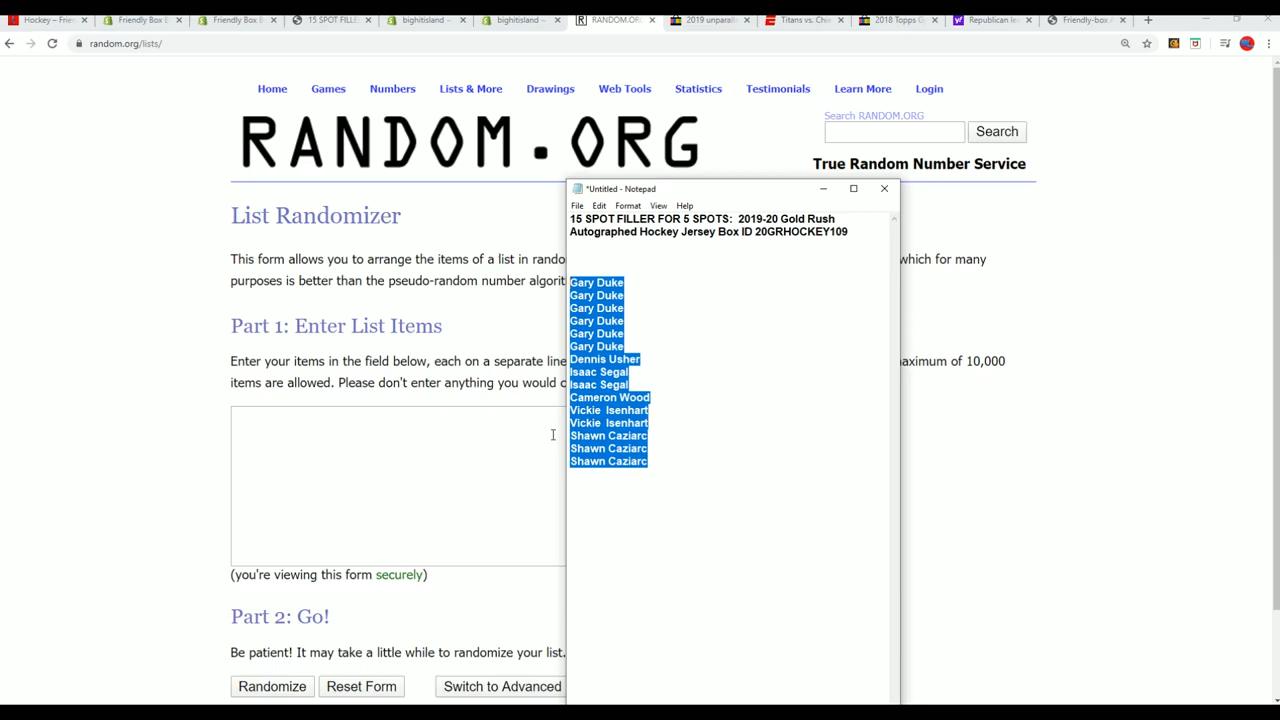 Hockey – Frie
Friendly Box B
Friendly Box B
15 SPOT FILLE
bighitisland –
bighitisland –
RANDOM.OR
2019 unparall
Titans vs. Chie
2018 Topps G
Republican le
Friendly-box A
random.org/lists/
Home Games Numbers Lists & More Drawings Web Tools Statistics Testimonials Learn More Login
Search RANDOM.ORG
RANDOM.ORG
Search
True Random Number Service
List Randomizer
This form allows you to arrange the items of a list in rando
which for many
purposes is better than the pseudo-random number algorit
Part 1: Enter List Items
Enter your items in the field below, each on a separate line
aximum of 10,000
items are allowed. Please don't enter anything you would c
(you're viewing this form securely)
Part 2: Go!
Be patient! It may take a little while to randomize your list.
Randomize Reset Form Switch to Advanced
*Untitled - Notepad
File Edit Format View Help
15 SPOT FILLER FOR 5 SPOTS: 2019-20 Gold Rush
Autographed Hockey Jersey Box ID 20GRHOCKEY109
Gary Duke
Gary Duke
Gary Duke
Gary Duke
Gary Duke
Gary Duke
Dennis Usher
Isaac Segal
Isaac Segal
Cameron Wood
Vickie Isenhart
Vickie Isenhart
Shawn Caziarc
Shawn Caziarc
Shawn Caziarc